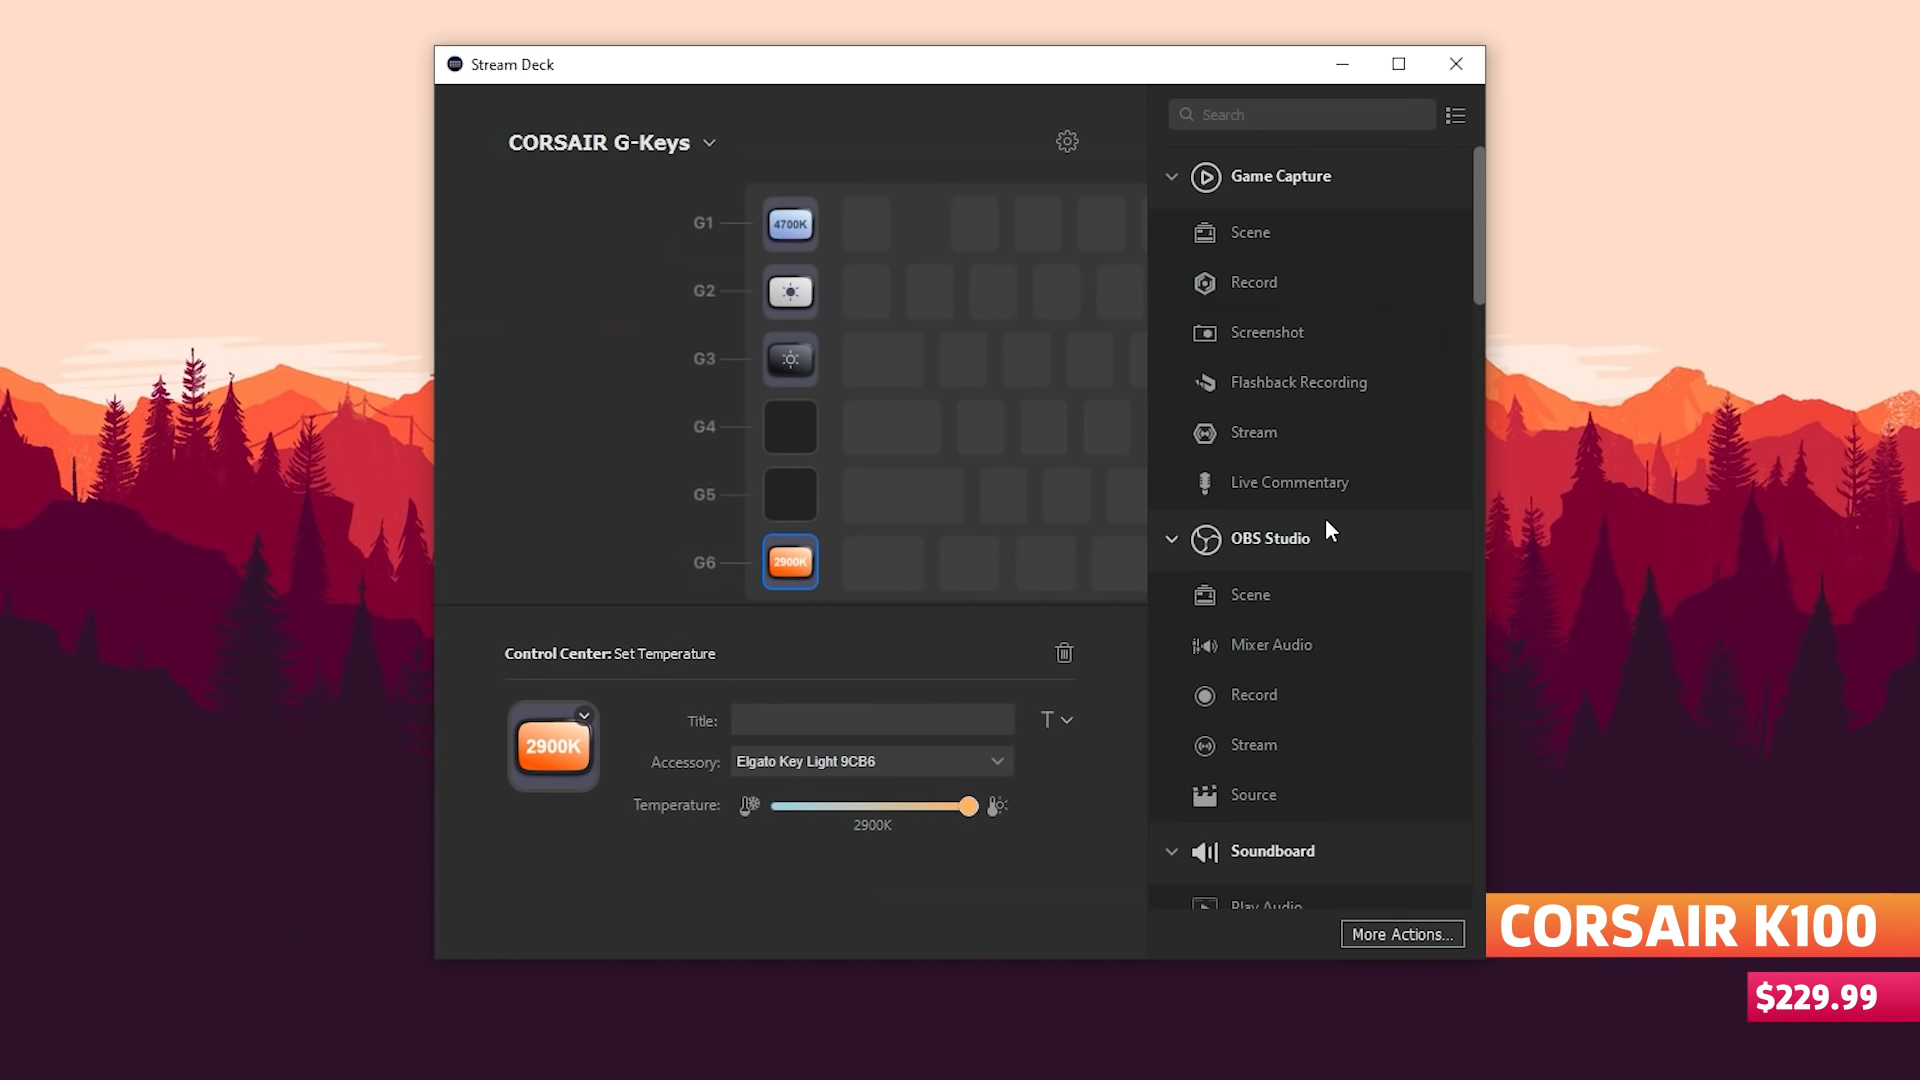 Stream Deck
CORSAIR G-Keys
G1
4700K
G2
G3
G4
G5
G6
2900K
Control Center: Set Temperature
2900K
Title:
T
Accessory:
Elgato Key Light 9CB6
Temperature:
2900K
Search
Game Capture
Scene
Record
Screenshot
Flashback Recording
Stream
Live Commentary
OBS Studio
Scene
Mixer Audio
Record
Stream
Source
Soundboard
Play Audio
More Actions...
CORSAIR K100
$229.99